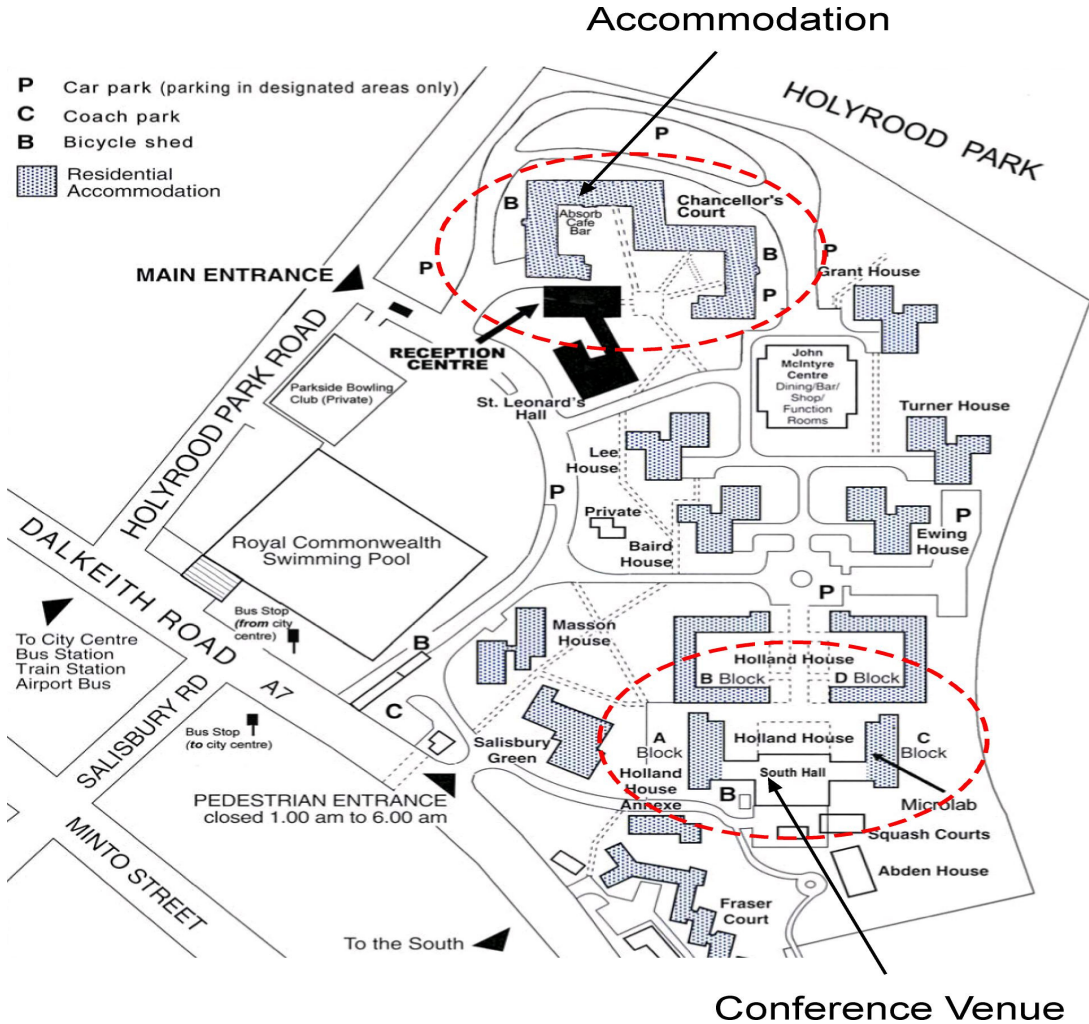 Accommodation
P Car park (parking in designated areas only)
C Coach park
B Bicycle shed
Residential
Accommodation
HOLYROOD PARK
P
B
Absorb
Cafe
Bar
Chancellor's
Court
B
P
P
P
Grant House
MAIN ENTRANCE
RECEPTION
CENTRE
St. Leonard's
Hall
HOLYROOD PARK ROAD
Parkside Bowling
Club (Private)
John
McIntyre
Centre
Dining/Bar/
Shop/
Function
Rooms
Turner House
Lee
House
P
Private
Baird
House
Ewing
House
P
P
Royal Commonwealth
Swimming Pool
DALKEITH ROAD
A7
Bus Stop
(from city
centre)
To City Centre
Bus Station
Train Station
Airport Bus
SALISBURY RD
Bus Stop
(to city centre)
B
C
Masson
House
Holland House
B Block
D Block
A
Block
Holland House
C
Block
Salisbury
Green
Holland
House
Annexe
B
South Hall
Microlab
Squash Courts
Abden House
PEDESTRIAN ENTRANCE
closed 1.00 am to 6.00 am
MINTO STREET
Fraser
Court
To the South
Conference Venue